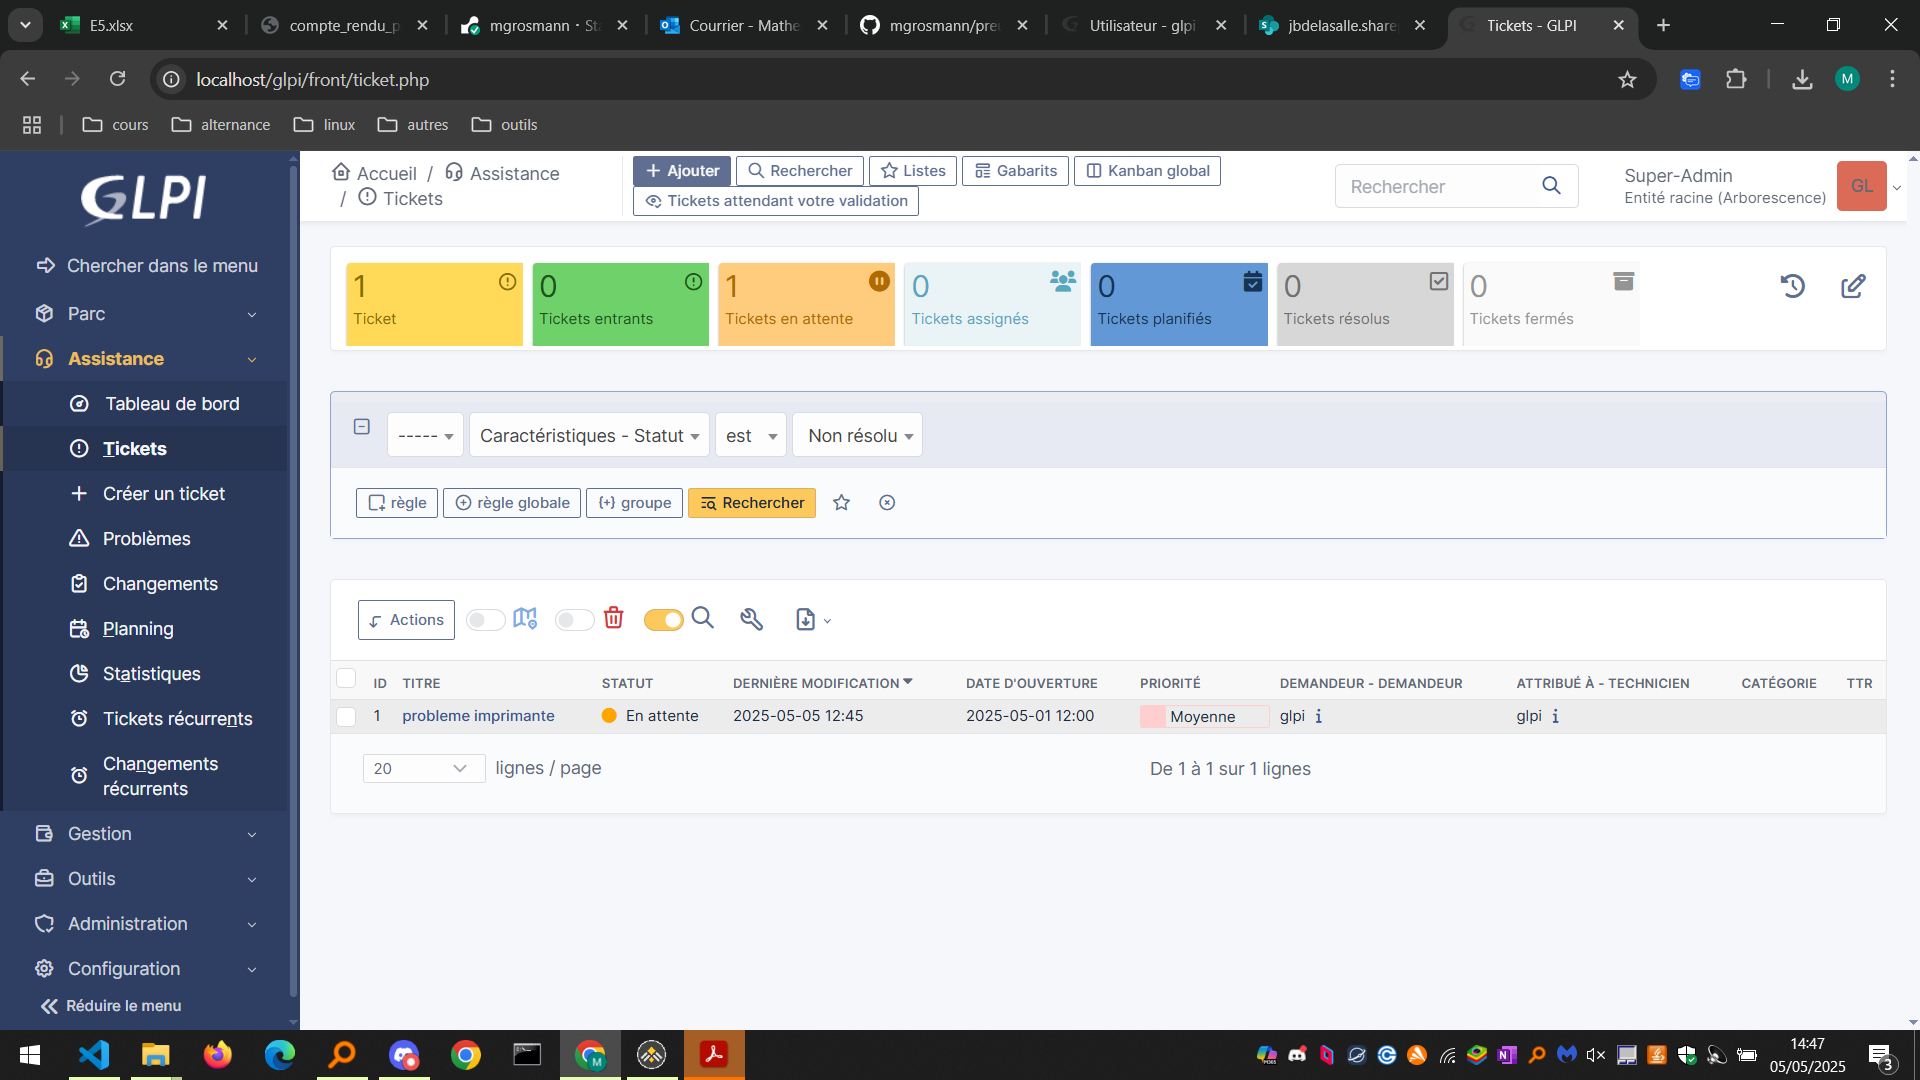 E5.xlsx
compte_rendu_p
mgrosmann · Sta
Courrier - Mathe
mgrosmann/preu
Utilisateur - glpi
jbdelasalle.share
Tickets - GLPI
localhost/glpi/front/ticket.php
M
cours
alternance
linux
autres
outils
GLPI
Chercher dans le menu
Parc
Assistance
Tableau de bord
Tickets
Créer un ticket
Problèmes
Changements
Planning
Statistiques
Tickets récurrents
Changements
récurrents
Gestion
Outils
Administration
Configuration
Réduire le menu
Accueil / Assistance
/ Tickets
Ajouter
Rechercher
Listes
Gabarits
Kanban global
Tickets attendant votre validation
Rechercher
Super-Admin
Entité racine (Arborescence)
GL
1
Ticket
0
Tickets entrants
1
Tickets en attente
0
Tickets assignés
0
Tickets planifiés
0
Tickets résolus
0
Tickets fermés
----- Caractéristiques - Statut est Non résolu
règle
règle globale
{+} groupe
Rechercher
Actions
ID TITRE STATUT DERNIÈRE MODIFICATION DATE D'OUVERTURE PRIORITÉ DEMANDEUR - DEMANDEUR ATTRIBUÉ À - TECHNICIEN CATÉGORIE TTR
1 probleme imprimante En attente 2025-05-05 12:45 2025-05-01 12:00 Moyenne glpi i glpi i
20 lignes / page
De 1 à 1 sur 1 lignes
14:47
05/05/2025
3